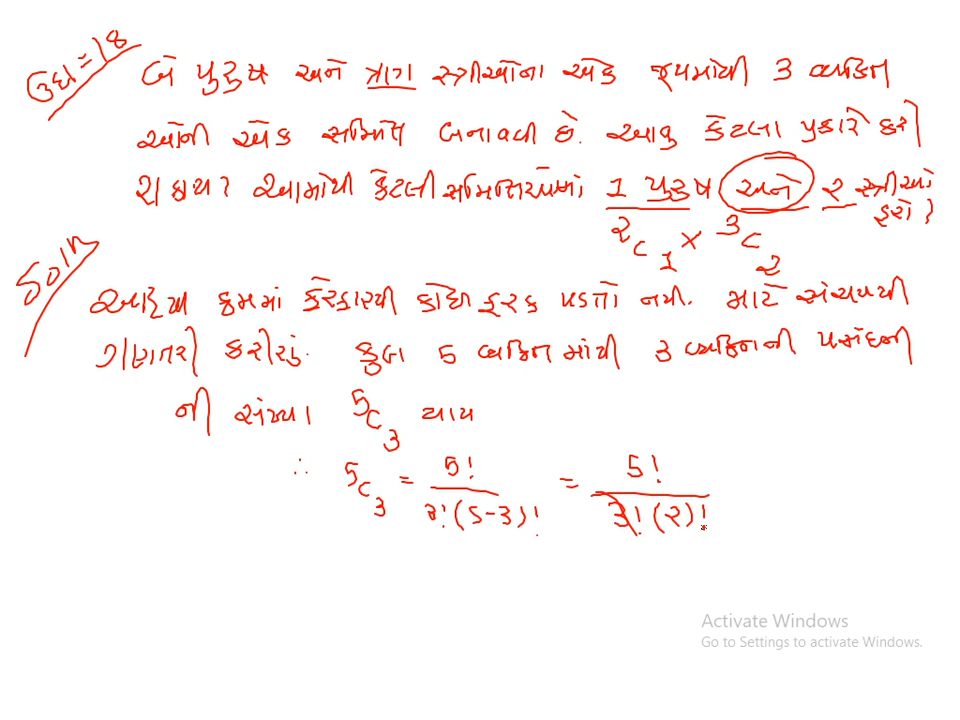 ઉદા=18
બે પુરુષ અને ત્રણ સ્ત્રીઓના એક જૂથમાંથી 3 વ્યક્તિ
ઓની એક સમિતિ બનાવવી છે. આવુ કેટલા પ્રકારે કરી
શકાય? આમાંથી કેટલી સમિતિઓમાં 1 પુરુષ અને ર સ્ત્રીઓ
હશે?
2C1 × 3C2
Soln
અહિયા ક્રમમાં ફેરફારથી કોઇ ફરક પડતો નથી. માટે સંચયથી
ગણતરી કરીશું. કુલ 5 વ્યક્તિમાંથી 3 વ્યક્તિની પસંદગી
ની સંખ્યા 5C3 થાય
∴ 5C3 = 5! / 3!(5-3)! = 5! / 3!(2)!
Activate Windows
Go to Settings to activate Windows.